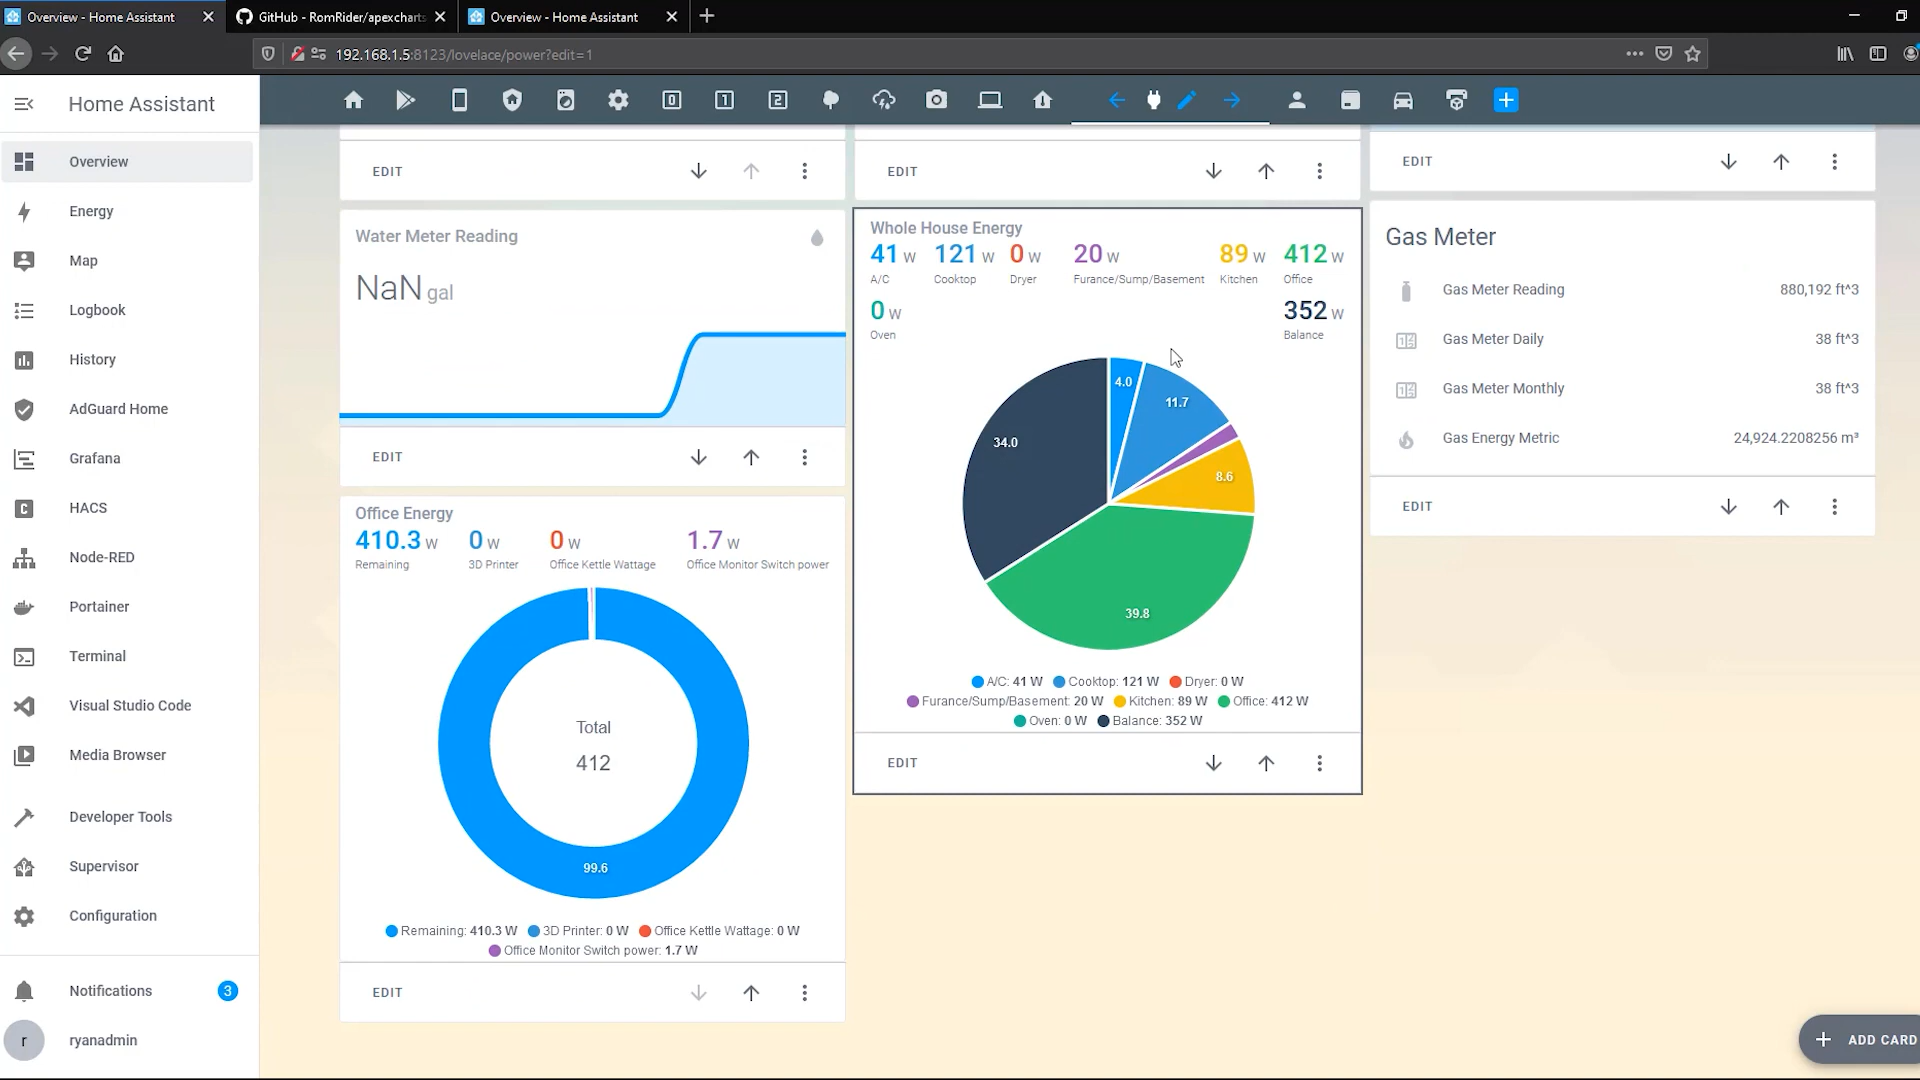 Overview - Home Assistant
GitHub - RomRider/apexcharts
Overview - Home Assistant
192.168.1.5:8123/lovelace/power?edit=1
Home Assistant
Overview
Energy
Map
Logbook
History
AdGuard Home
Grafana
HACS
Node-RED
Portainer
Terminal
Visual Studio Code
Media Browser
Developer Tools
Supervisor
Configuration
Notifications
3
r
ryanadmin
EDIT
Water Meter Reading
NaN gal
EDIT
Office Energy
410.3 W
0 W
0 W
1.7 W
Remaining
3D Printer
Office Kettle Wattage
Office Monitor Switch power
Total
412
99.6
Remaining: 410.3 W
3D Printer: 0 W
Office Kettle Wattage: 0 W
Office Monitor Switch power: 1.7 W
EDIT
EDIT
Whole House Energy
41 W
121 W
0 W
20 W
89 W
412 W
A/C
Cooktop
Dryer
Furance/Sump/Basement
Kitchen
Office
0 W
352 W
Oven
Balance
4.0
11.7
34.0
8.6
39.8
A/C: 41 W
Cooktop: 121 W
Dryer: 0 W
Furance/Sump/Basement: 20 W
Kitchen: 89 W
Office: 412 W
Oven: 0 W
Balance: 352 W
EDIT
EDIT
Gas Meter
Gas Meter Reading
880,192 ft^3
Gas Meter Daily
38 ft^3
Gas Meter Monthly
38 ft^3
Gas Energy Metric
24,924.2208256 m³
EDIT
ADD CARD